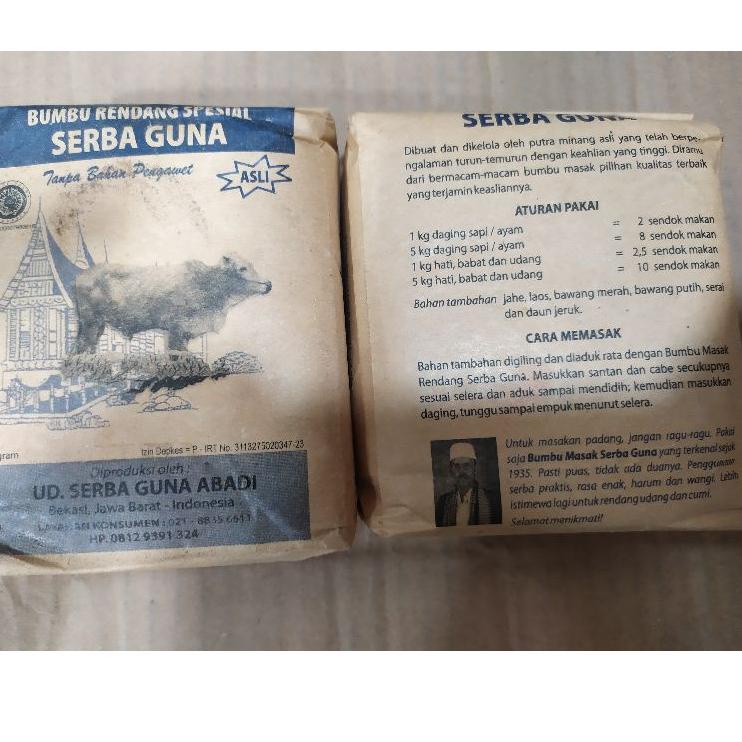 BUMBU RENDANG SPESIAL
SERBA GUNA
Tanpa Bahan Pengawet
ASLI
gram
Izin Depkes = P - IRT No. 3113275020347-23
Diproduksi oleh :
UD. SERBA GUNA ABADI
Bekasi, Jawa Barat - Indonesia
LAYANAN KONSUMEN : 021 - 8835 6611
HP. 0812 9391 324
SERBA GUNA
Dibuat dan dikelola oleh putra minang asli yang telah berpe-
ngalaman turun-temurun dengan keahlian yang tinggi. Diramu
dari bermacam-macam bumbu masak pilihan kualitas terbaik
yang terjamin keasliannya.
ATURAN PAKAI
1 kg daging sapi / ayam = 2 sendok makan
5 kg daging sapi / ayam = 8 sendok makan
1 kg hati, babat dan udang = 2,5 sendok makan
5 kg hati, babat dan udang = 10 sendok makan
Bahan tambahan jahe, laos, bawang merah, bawang putih, serai
dan daun jeruk.
CARA MEMASAK
Bahan tambahan digiling dan diaduk rata dengan Bumbu Masak
Rendang Serba Guna. Masukkan santan dan cabe secukupnya
sesuai selera dan aduk sampai mendidih; kemudian masukkan
daging, tunggu sampai empuk menurut selera.
Untuk masakan padang, jangan ragu-ragu. Pakai
saja Bumbu Masak Serba Guna yang terkenal sejak
1935. Pasti puas, tidak ada duanya. Penggunaan
serba praktis, rasa enak, harum dan wangi. Lebih
istimewa lagi untuk rendang udang dan cumi.
Selamat menikmati!